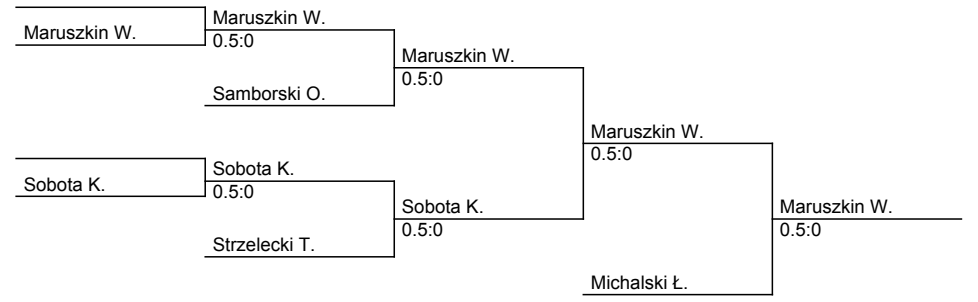 Maruszkin W.
Maruszkin W.
0.5:0
Maruszkin W.
0.5:0
Samborski O.
Maruszkin W.
0.5:0
Sobota K.
Sobota K.
0.5:0
Sobota K.
0.5:0
Maruszkin W.
0.5:0
Strzelecki T.
Michalski Ł.